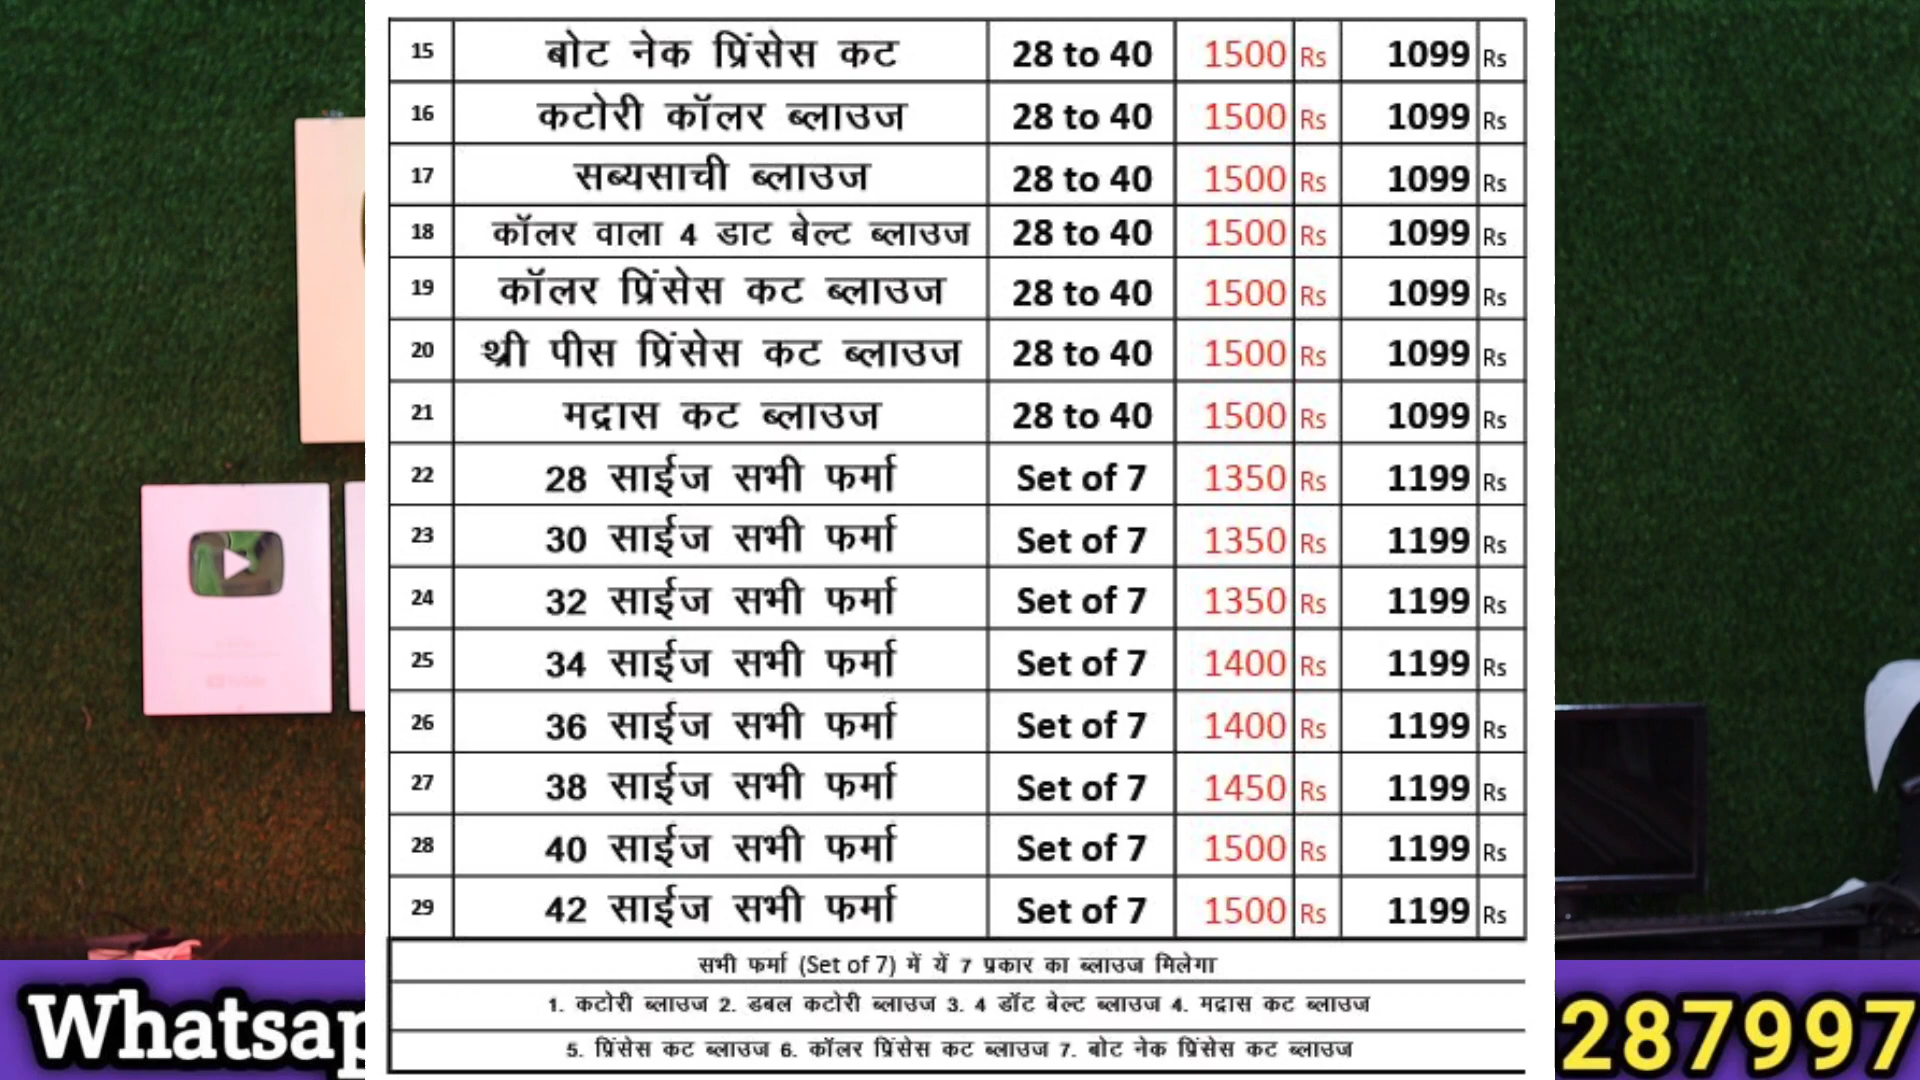 15 बोट नेक प्रिंसेस कट 28 to 40 1500 Rs 1099 Rs
16 कटोरी कॉलर ब्लाउज 28 to 40 1500 Rs 1099 Rs
17 सब्यसाची ब्लाउज 28 to 40 1500 Rs 1099 Rs
18 कॉलर वाला 4 डाट बेल्ट ब्लाउज 28 to 40 1500 Rs 1099 Rs
19 कॉलर प्रिंसेस कट ब्लाउज 28 to 40 1500 Rs 1099 Rs
20 थ्री पीस प्रिंसेस कट ब्लाउज 28 to 40 1500 Rs 1099 Rs
21 मद्रास कट ब्लाउज 28 to 40 1500 Rs 1099 Rs
22 28 साईज सभी फर्मा Set of 7 1350 Rs 1199 Rs
23 30 साईज सभी फर्मा Set of 7 1350 Rs 1199 Rs
24 32 साईज सभी फर्मा Set of 7 1350 Rs 1199 Rs
25 34 साईज सभी फर्मा Set of 7 1400 Rs 1199 Rs
26 36 साईज सभी फर्मा Set of 7 1400 Rs 1199 Rs
27 38 साईज सभी फर्मा Set of 7 1450 Rs 1199 Rs
28 40 साईज सभी फर्मा Set of 7 1500 Rs 1199 Rs
29 42 साईज सभी फर्मा Set of 7 1500 Rs 1199 Rs
सभी फर्मा (Set of 7) में यें 7 प्रकार का ब्लाउज मिलेगा
1. कटोरी ब्लाउज 2. डबल कटोरी ब्लाउज 3. 4 डॉट बेल्ट ब्लाउज 4. मद्रास कट ब्लाउज
5. प्रिंसेस कट ब्लाउज 6. कॉलर प्रिंसेस कट ब्लाउज 7. बोट नेक प्रिंसेस कट ब्लाउज
Whatsap 287997